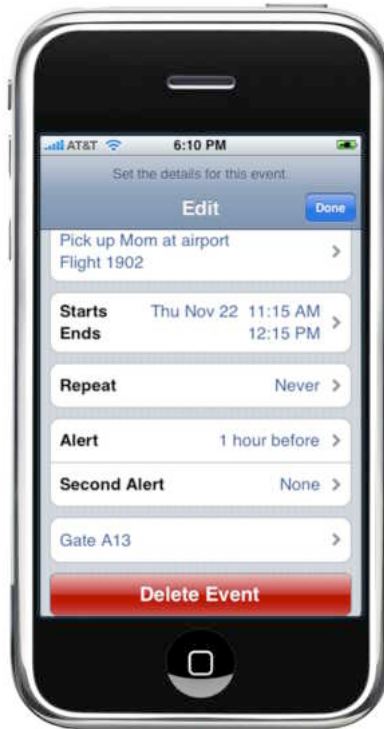 AT&T 6:10 PM
Set the details for this event.
Edit Done
Pick up Mom at airport
Flight 1902
Starts Thu Nov 22 11:15 AM
Ends 12:15 PM
Repeat Never
Alert 1 hour before
Second Alert None
Gate A13
Delete Event